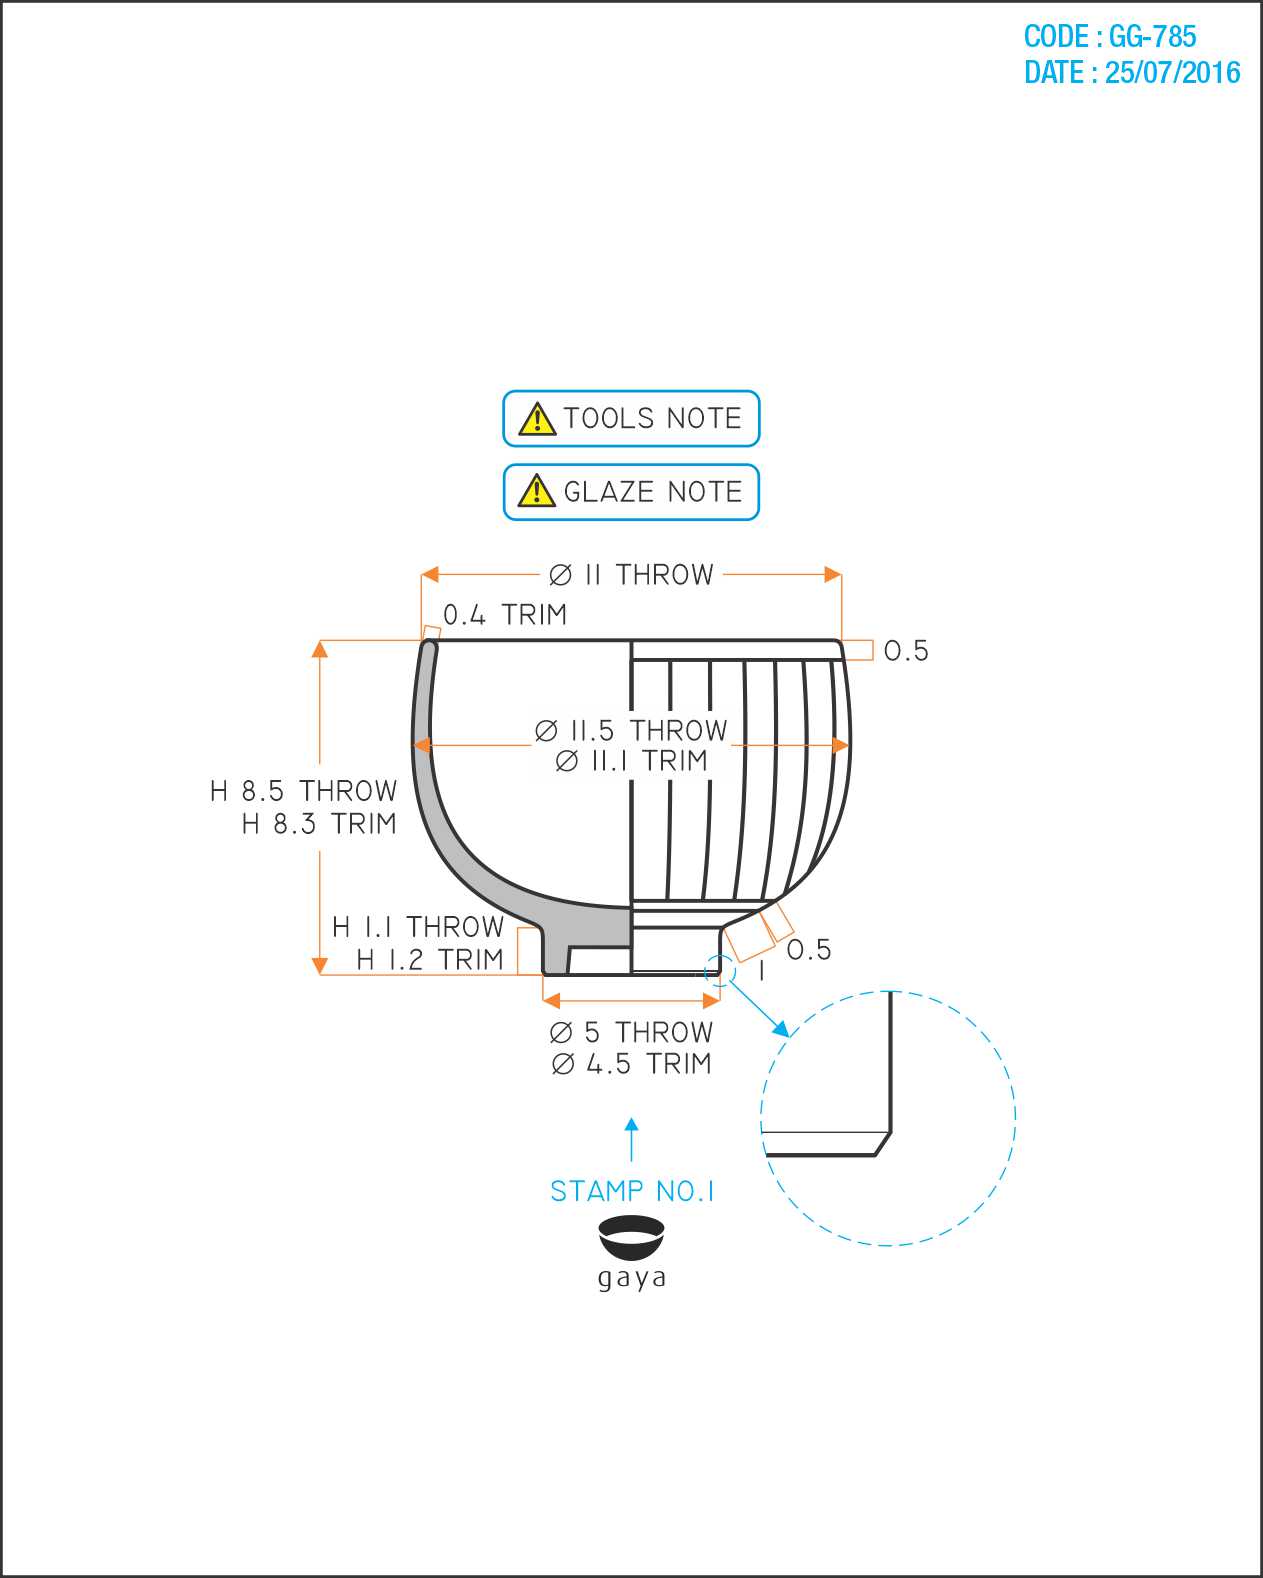 CODE : GG-785
DATE : 25/07/2016
TOOLS NOTE
GLAZE NOTE
Ø 11 THROW
0.4 TRIM
0.5
Ø 11.5 THROW
Ø 11.1 TRIM
H 8.5 THROW
H 8.3 TRIM
H 1.1 THROW
H 1.2 TRIM
0.5
1
Ø 5 THROW
Ø 4.5 TRIM
STAMP NO.1
gaya